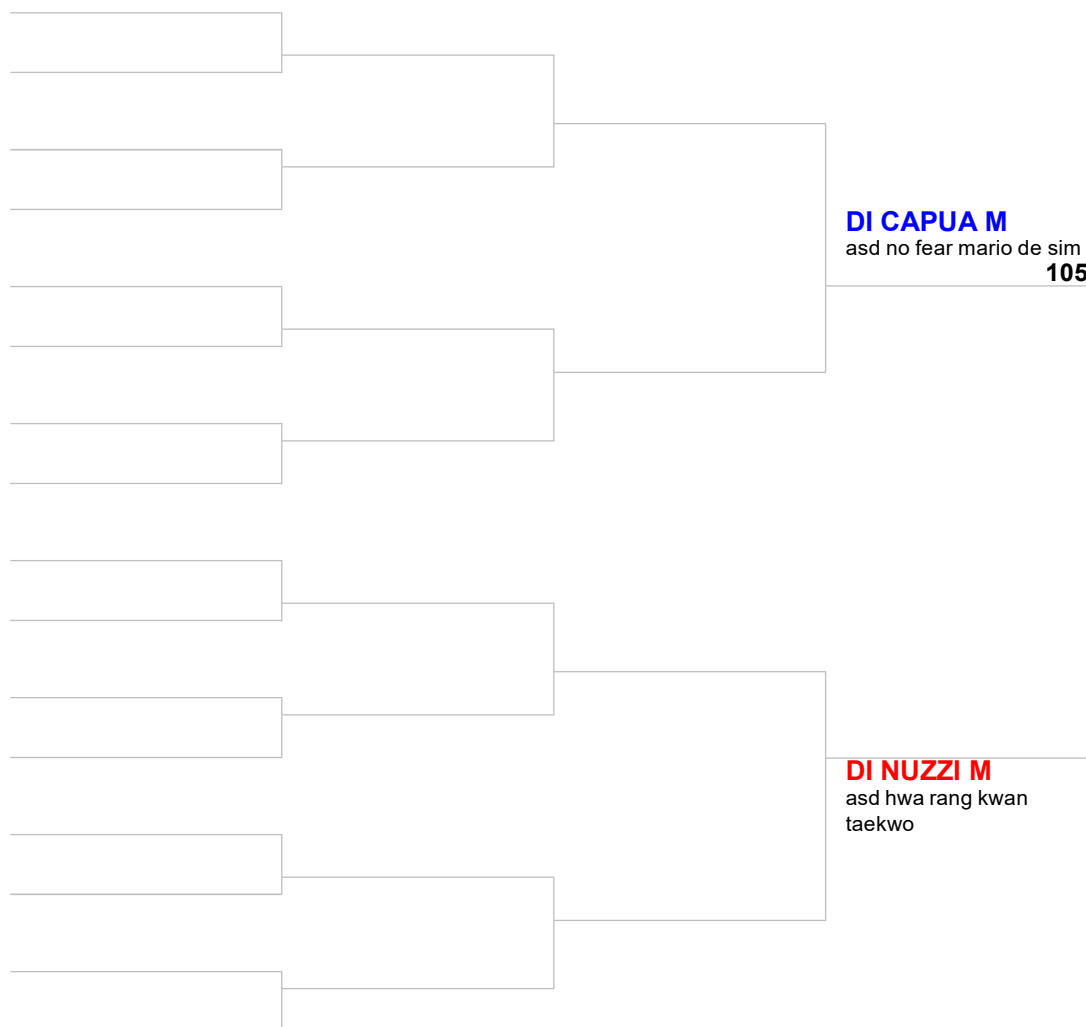 DI CAPUA M
asd no fear mario de sim
105
DI NUZZI M
asd hwa rang kwan
taekwo